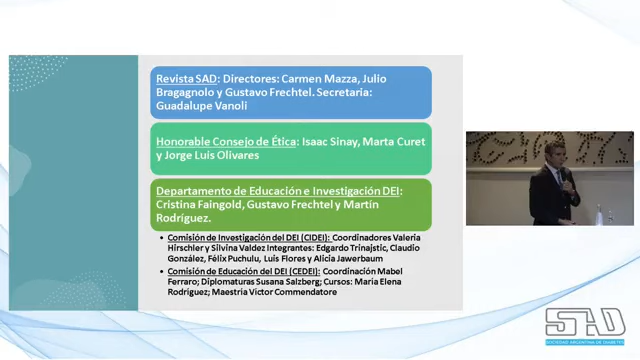 Revista SAD: Directores: Carmen Mazza, Julio
Bragagnolo y Gustavo Frechtel. Secretaria:
Guadalupe Vanoli
Honorable Consejo de Ética: Isaac Sinay, Marta Curet
y Jorge Luis Olivares
Departamento de Educación e Investigación DEI:
Cristina Faingold, Gustavo Frechtel y Martín
Rodríguez.
• Comisión de Investigación del DEI (CIDEI): Coordinadores Valeria
Hirschler y Silvina Valdez Integrantes: Edgardo Trinajstic, Claudio
González, Félix Puchulu, Luis Flores y Alicia Jawerbaum
• Comisión de Educación del DEI (CEDEI): Coordinación Mabel
Ferraro; Diplomaturas Susana Salzberg; Cursos: María Elena
Rodríguez; Maestría Víctor Commendatore
SAD
SOCIEDAD ARGENTINA DE DIABETES